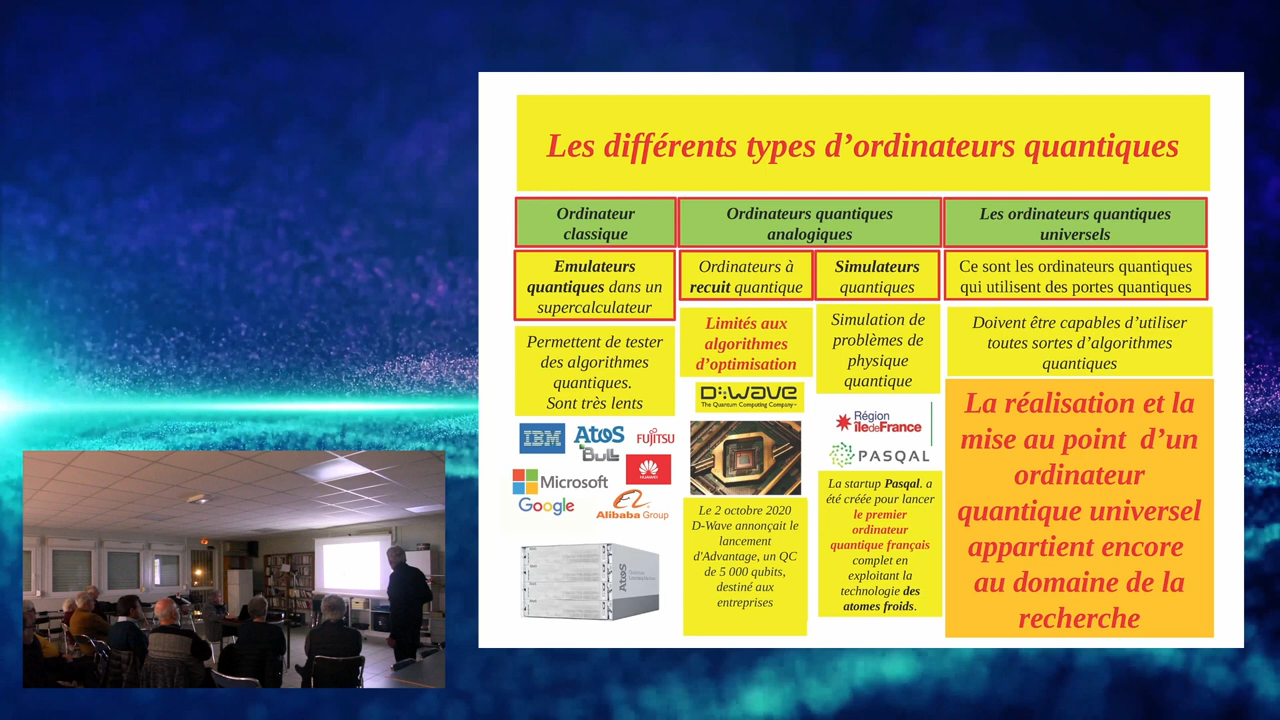 Les différents types d’ordinateurs quantiques
Ordinateur
classique
Emulateurs
quantiques dans un
supercalculateur
Permettent de tester
des algorithmes
quantiques.
Sont très lents
IBM
Atos
Bull
FUJITSU
HUAWEI
Microsoft
Google
Alibaba Group
Atos
Ordinateurs quantiques
analogiques
Ordinateurs à
recuit quantique
Limités aux
algorithmes
d’optimisation
D:wave
The Quantum Computing Company™
Le 2 octobre 2020
D-Wave annonçait le
lancement
d'Advantage, un QC
de 5 000 qubits,
destiné aux
entreprises
Simulateurs
quantiques
Simulation de
problèmes de
physique
quantique
Région
îledeFrance
PASQAL
La startup Pasqal. a
été créée pour lancer
le premier
ordinateur
quantique français
complet en
exploitant la
technologie des
atomes froids.
Les ordinateurs quantiques
universels
Ce sont les ordinateurs quantiques
qui utilisent des portes quantiques
Doivent être capables d’utiliser
toutes sortes d’algorithmes
quantiques
La réalisation et la
mise au point d’un
ordinateur
quantique universel
appartient encore
au domaine de la
recherche